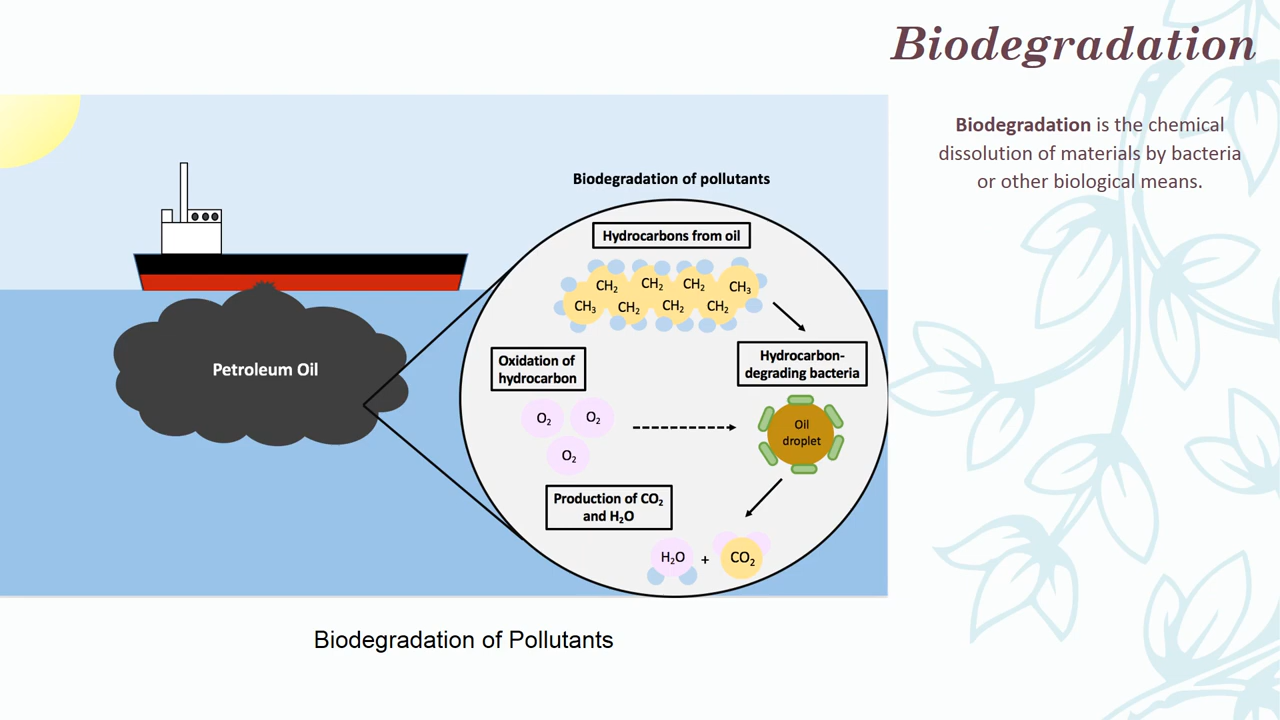 Biodegradation
Biodegradation is the chemical
dissolution of materials by bacteria
or other biological means.
Biodegradation of pollutants
Hydrocarbons from oil
CH₂ CH₂ CH₂ CH₃
CH₃ CH₂ CH₂ CH₂
Hydrocarbon-
degrading bacteria
Oxidation of
hydrocarbon
O₂ O₂
O₂
Oil
droplet
Production of CO₂
and H₂O
H₂O + CO₂
Petroleum Oil
Biodegradation of Pollutants